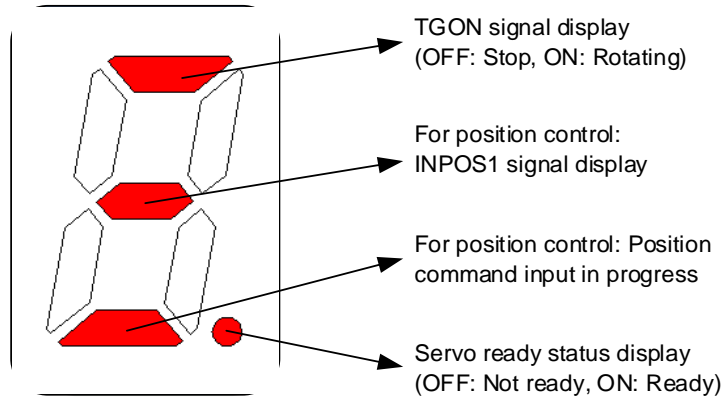 TGON signal display
(OFF: Stop, ON: Rotating)
For position control:
INPOS1 signal display
For position control: Position
command input in progress
Servo ready status display
(OFF: Not ready, ON: Ready)